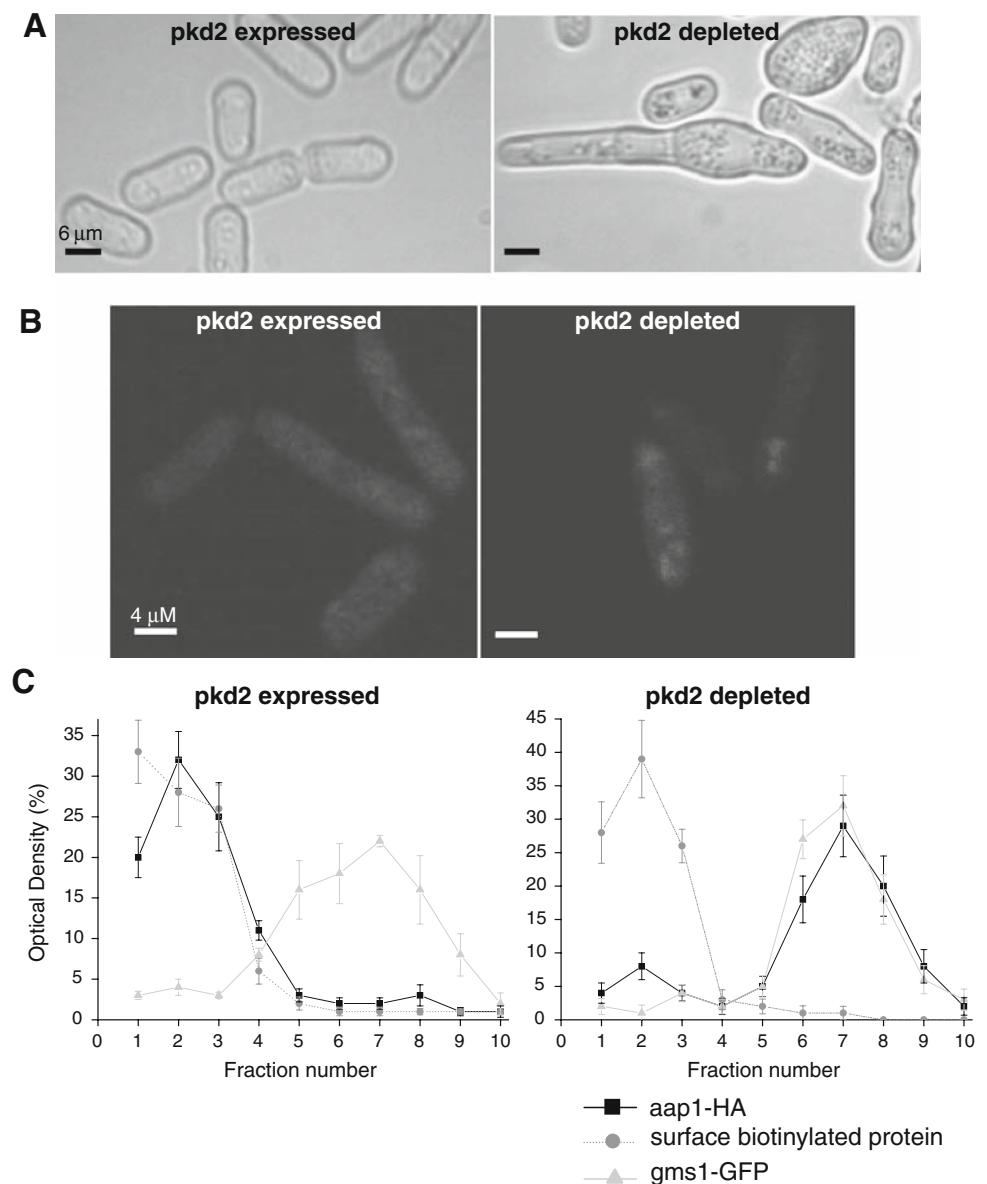 A
pkd2 expressed
pkd2 depleted
6 μm
B
pkd2 expressed
pkd2 depleted
4 μM
C
pkd2 expressed
pkd2 depleted
Optical Density (%)
35
30
25
20
15
10
5
0
0 1 2 3 4 5 6 7 8 9 10
Fraction number
45
40
35
30
25
20
15
10
5
0
0 1 2 3 4 5 6 7 8 9 10
Fraction number
aap1-HA
surface biotinylated protein
gms1-GFP